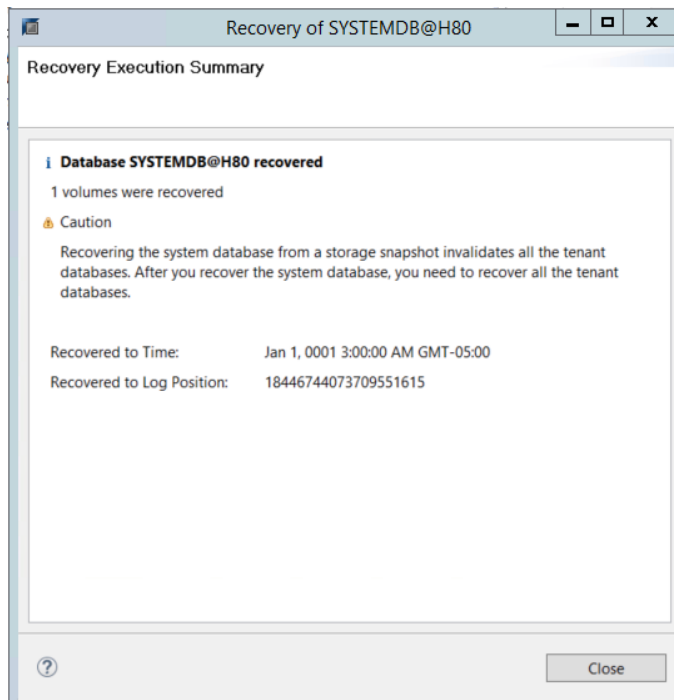 Recovery of SYSTEMDB@H80
Recovery Execution Summary
Database SYSTEMDB@H80 recovered
1 volumes were recovered
Caution
Recovering the system database from a storage snapshot invalidates all the tenant
databases. After you recover the system database, you need to recover all the tenant
databases.
Recovered to Time: Jan 1, 0001 3:00:00 AM GMT-05:00
Recovered to Log Position: 18446744073709551615
Close